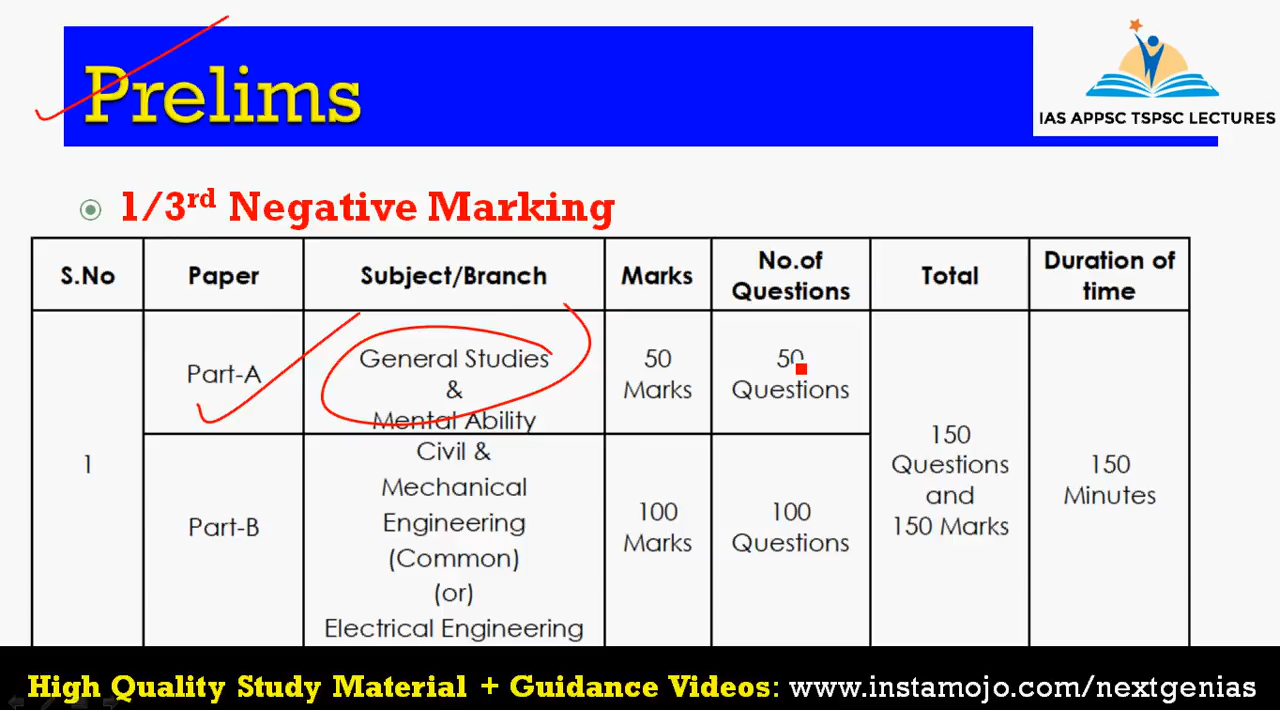 Prelims
IAS APPSC TSPSC LECTURES
1/3rd Negative Marking
S.No
Paper
Subject/Branch
Marks
No.of
Questions
Total
Duration of
time
1
Part-A
General Studies
&
Mental Ability
50
Marks
50
Questions
150
Questions
and
150 Marks
150
Minutes
Part-B
Civil &
Mechanical
Engineering
(Common)
(or)
Electrical Engineering
100
Marks
100
Questions
High Quality Study Material + Guidance Videos: www.instamojo.com/nextgenias